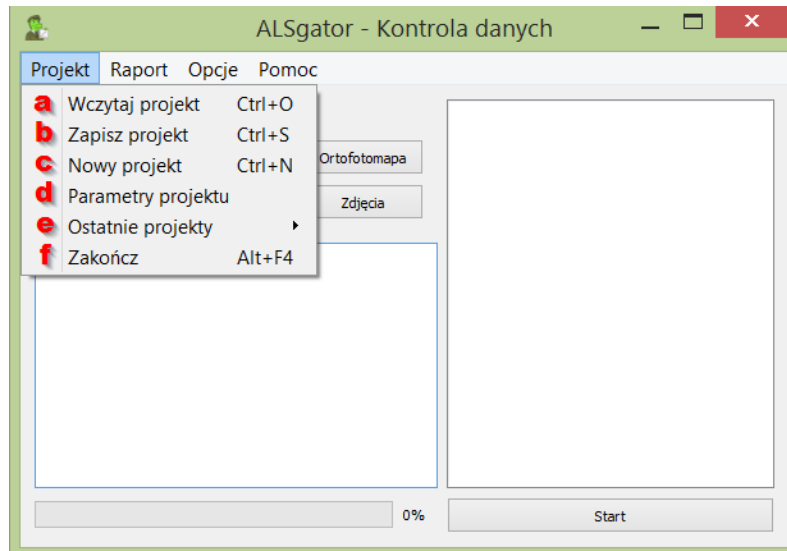 ALSgator - Kontrola danych
Projekt Raport Opcje Pomoc
a Wczytaj projekt Ctrl+O
b Zapisz projekt Ctrl+S
c Nowy projekt Ctrl+N
d Parametry projektu
e Ostatnie projekty
f Zakończ Alt+F4
Ortofotomapa
Zdjęcia
0%
Start